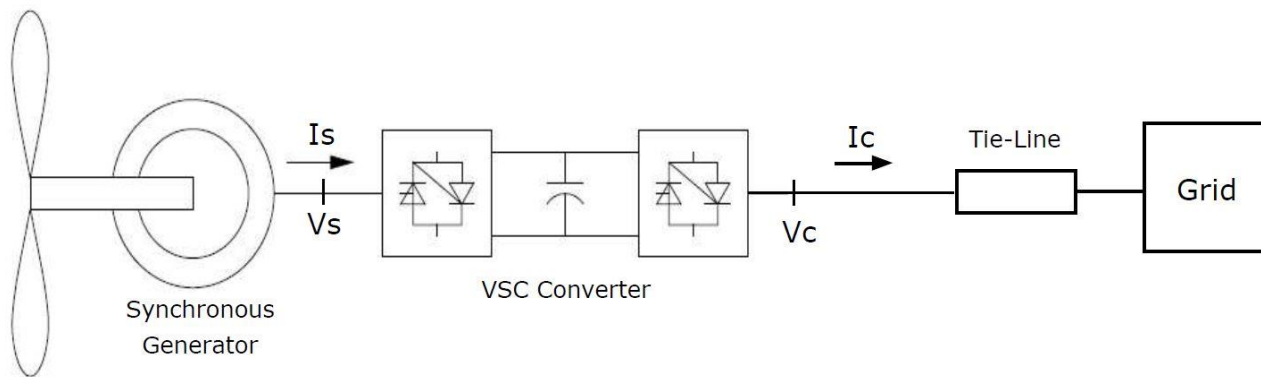 Is
Vs
Ic
Vc
Tie-Line
Grid
VSC Converter
Synchronous
Generator